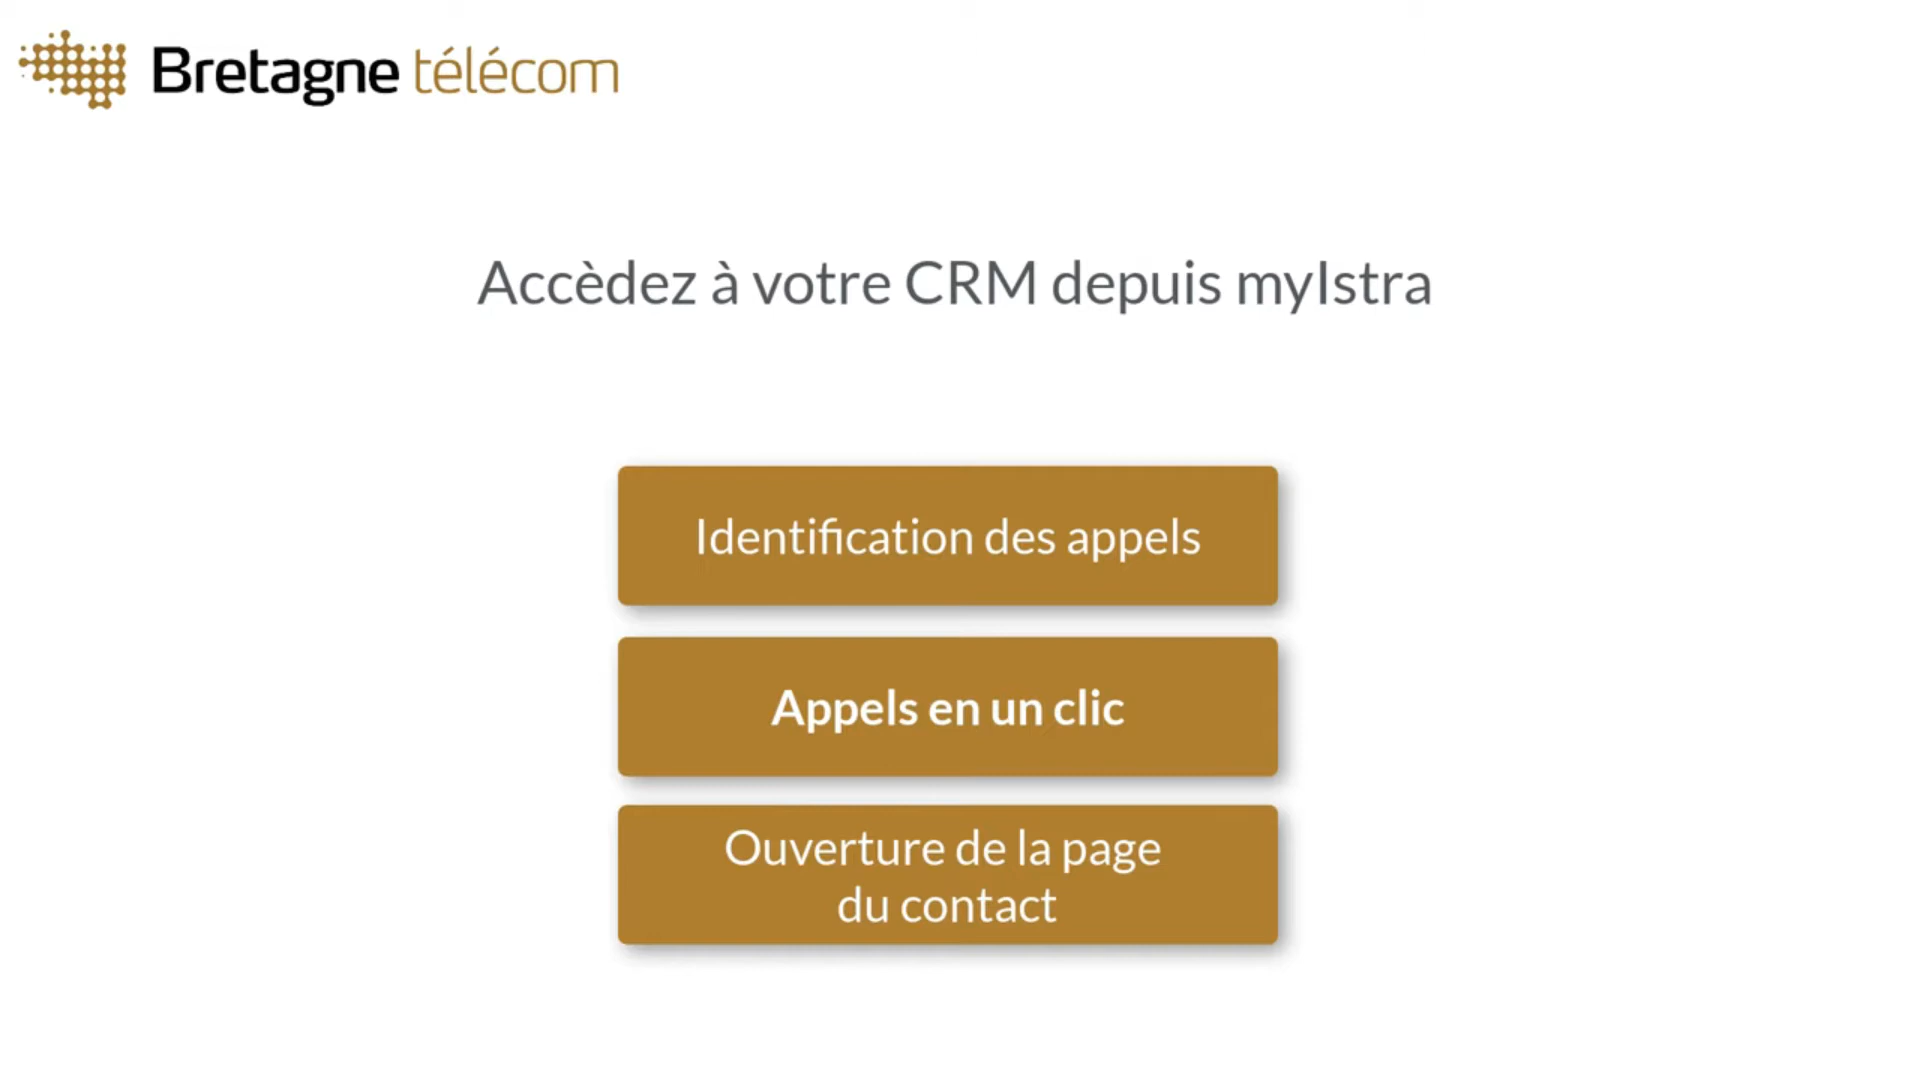 Bretagne télécom
Accèdez à votre CRM depuis myIstra
Identification des appels
Appels en un clic
Ouverture de la page
du contact